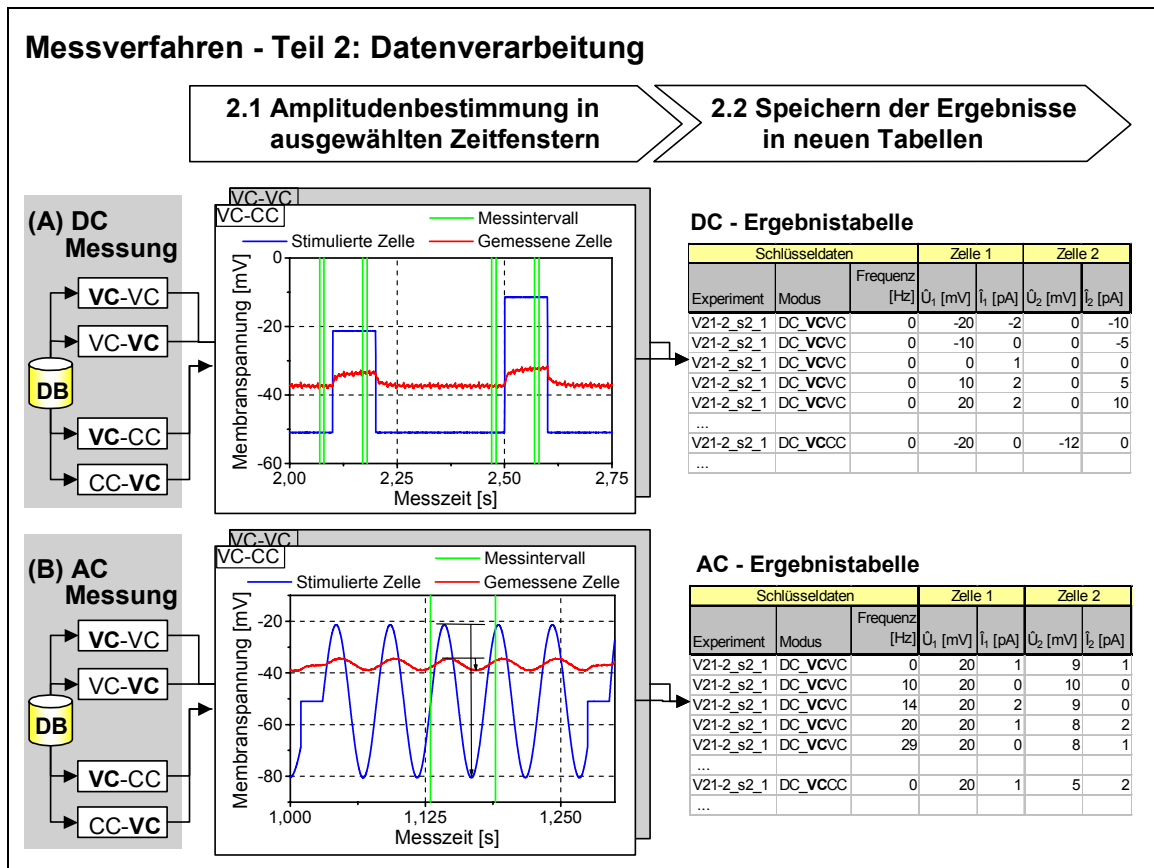 Messverfahren - Teil 2: Datenverarbeitung
2.1 Amplitudenbestimmung in
ausgewählten Zeitfenstern
2.2 Speichern der Ergebnisse
in neuen Tabellen
(A) DC
Messung
VC-VC
VC-VC
DB
VC-CC
CC-VC
VC-VC
VC-CC
Messintervall
Stimulierte Zelle
Gemessene Zelle
Membranspannung [mV]
0
-20
-40
-60
2,00
2,25
2,50
2,75
Messzeit [s]
DC - Ergebnistabelle
Schlüsseldaten Zelle 1 Zelle 2
Experiment Modus Frequenz [Hz] Û₁ [mV] Î₁ [pA] Û₂ [mV] Î₂ [pA]
V21-2_s2_1 DC_VCVC 0 -20 -2 0 -10
V21-2_s2_1 DC_VCVC 0 -10 0 0 -5
V21-2_s2_1 DC_VCVC 0 0 1 0 0
V21-2_s2_1 DC_VCVC 0 10 2 0 5
V21-2_s2_1 DC_VCVC 0 20 2 0 10
...
V21-2_s2_1 DC_VCCC 0 -20 0 -12 0
...
(B) AC
Messung
VC-VC
VC-VC
DB
VC-CC
CC-VC
VC-VC
VC-CC
Messintervall
Stimulierte Zelle
Gemessene Zelle
Membranspannung [mV]
-20
-40
-60
-80
1,000
1,125
1,250
Messzeit [s]
AC - Ergebnistabelle
Schlüsseldaten Zelle 1 Zelle 2
Experiment Modus Frequenz [Hz] Û₁ [mV] Î₁ [pA] Û₂ [mV] Î₂ [pA]
V21-2_s2_1 DC_VCVC 0 20 1 9 1
V21-2_s2_1 DC_VCVC 10 20 0 10 0
V21-2_s2_1 DC_VCVC 14 20 2 9 0
V21-2_s2_1 DC_VCVC 20 20 1 8 2
V21-2_s2_1 DC_VCVC 29 20 0 8 1
...
V21-2_s2_1 DC_VCCC 0 20 1 5 2
...